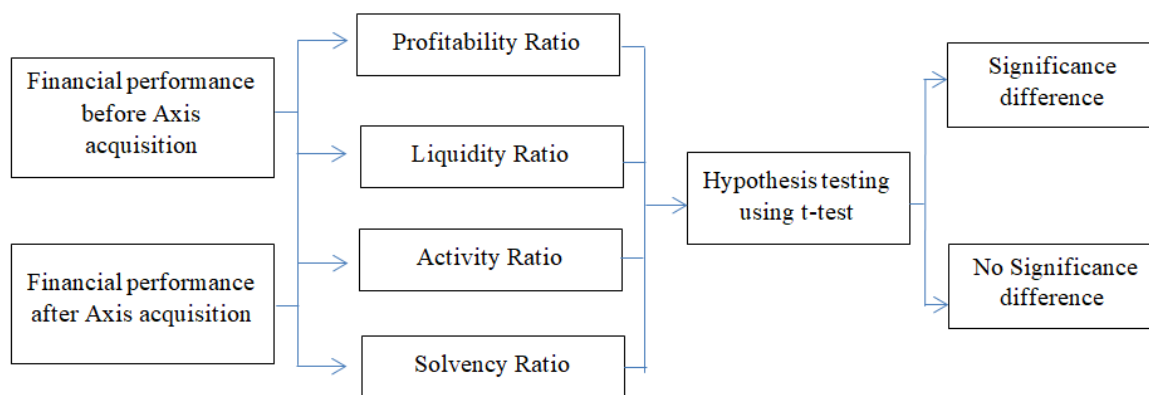 Financial performance
before Axis
acquisition
Financial performance
after Axis acquisition
Profitability Ratio
Liquidity Ratio
Activity Ratio
Solvency Ratio
Hypothesis testing
using t-test
Significance
difference
No Significance
difference